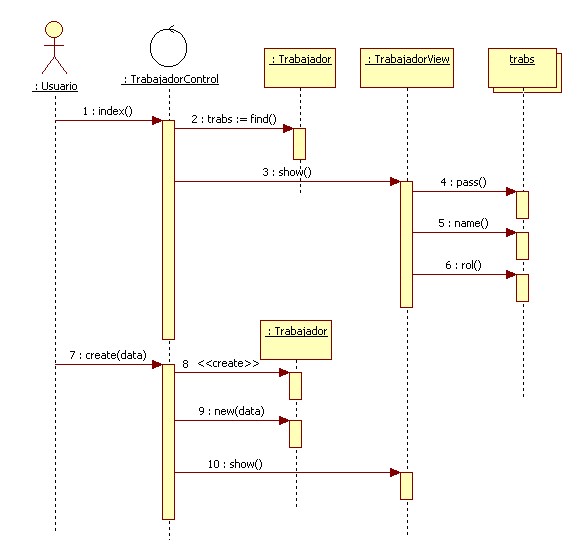 : Usuario
: TrabajadorControl
: Trabajador
: TrabajadorView
trabs
1 : index()
2 : trabs := find()
3 : show()
4 : pass()
5 : name()
6 : rol()
: Trabajador
7 : create(data)
8 <<create>>
9 : new(data)
10 : show()